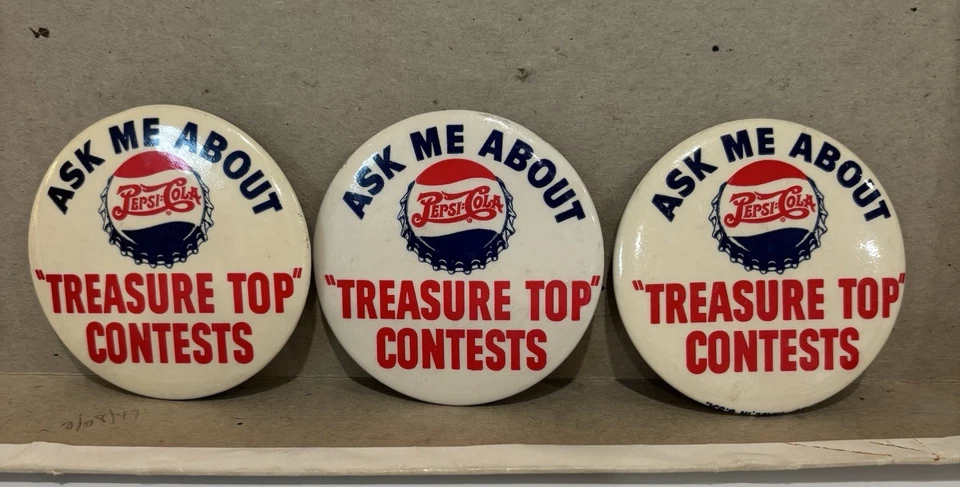 ASK ME ABOUT
PEPSI-COLA
"TREASURE TOP"
CONTESTS
ASK ME ABOUT
PEPSI-COLA
"TREASURE TOP"
CONTESTS
ASK ME ABOUT
PEPSI-COLA
"TREASURE TOP"
CONTESTS